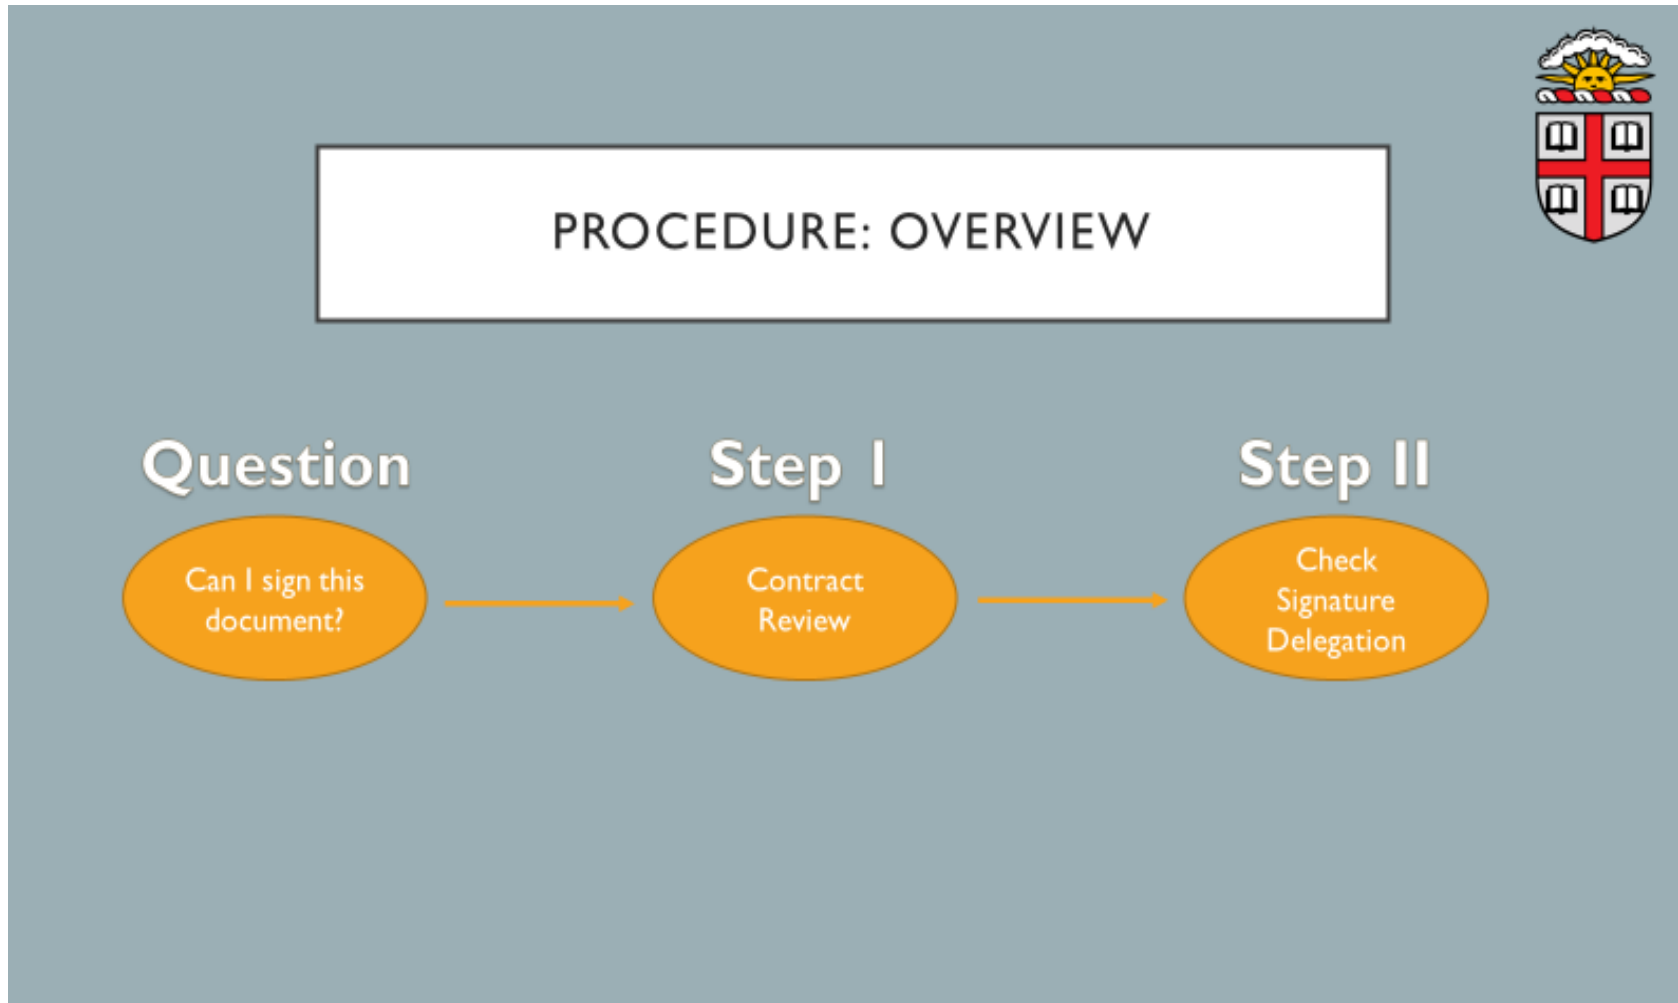 PROCEDURE: OVERVIEW
Question
Can I sign this
document?
Step I
Contract
Review
Step II
Check
Signature
Delegation